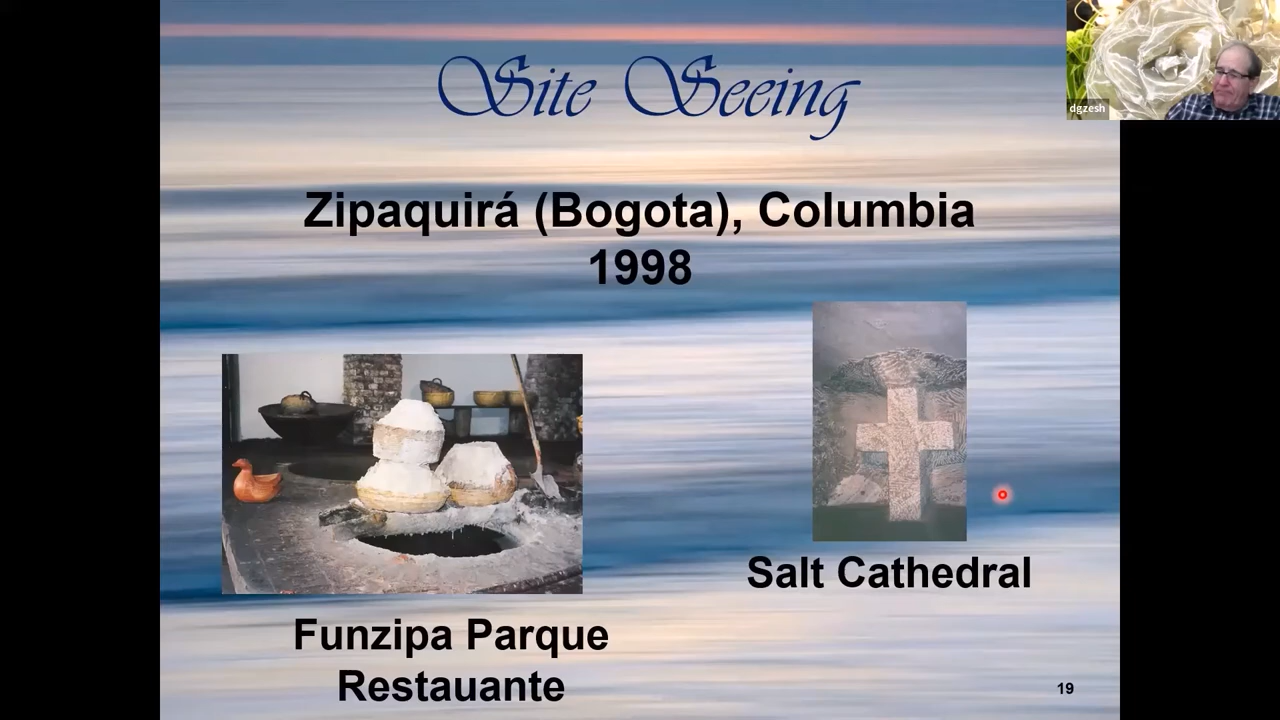 Site Seeing
dgzesh
Zipaquirá (Bogota), Columbia
1998
Salt Cathedral
Funzipa Parque
Restauante
19